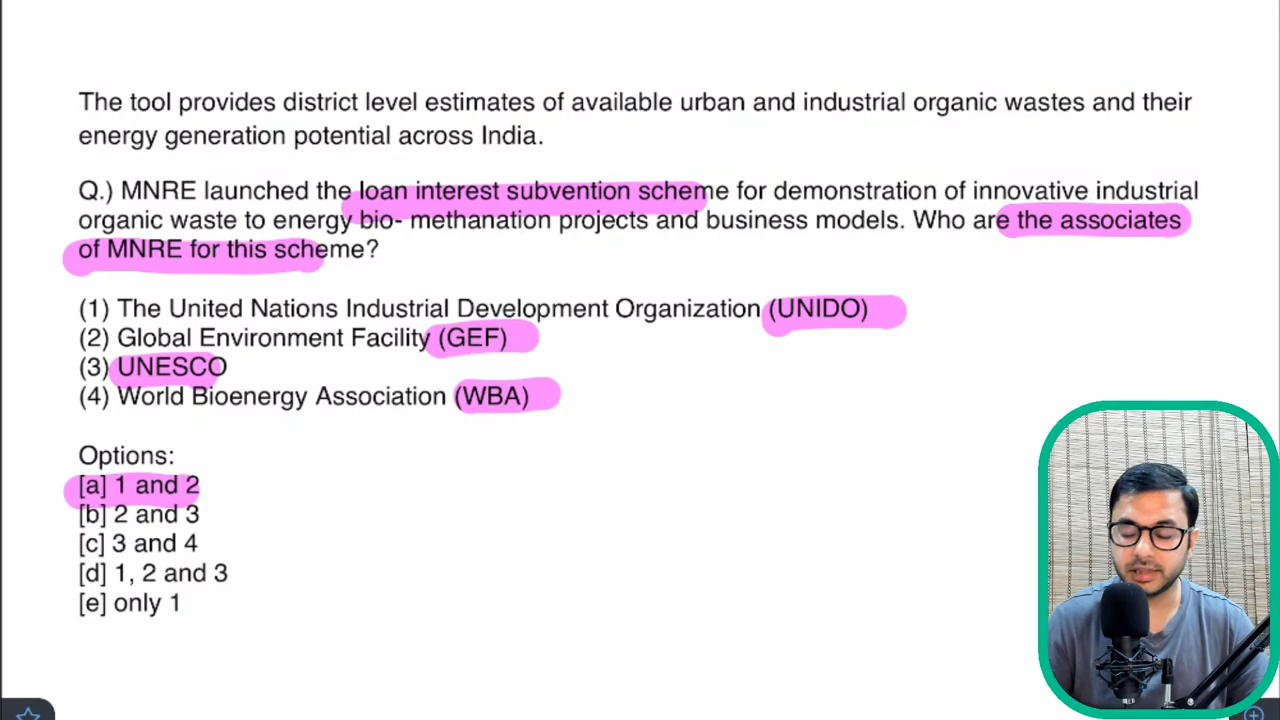 The tool provides district level estimates of available urban and industrial organic wastes and their
energy generation potential across India.
Q.) MNRE launched the loan interest subvention scheme for demonstration of innovative industrial
organic waste to energy bio- methanation projects and business models. Who are the associates
of MNRE for this scheme?
(1) The United Nations Industrial Development Organization (UNIDO)
(2) Global Environment Facility (GEF)
(3) UNESCO
(4) World Bioenergy Association (WBA)
Options:
[a] 1 and 2
[b] 2 and 3
[c] 3 and 4
[d] 1, 2 and 3
[e] only 1